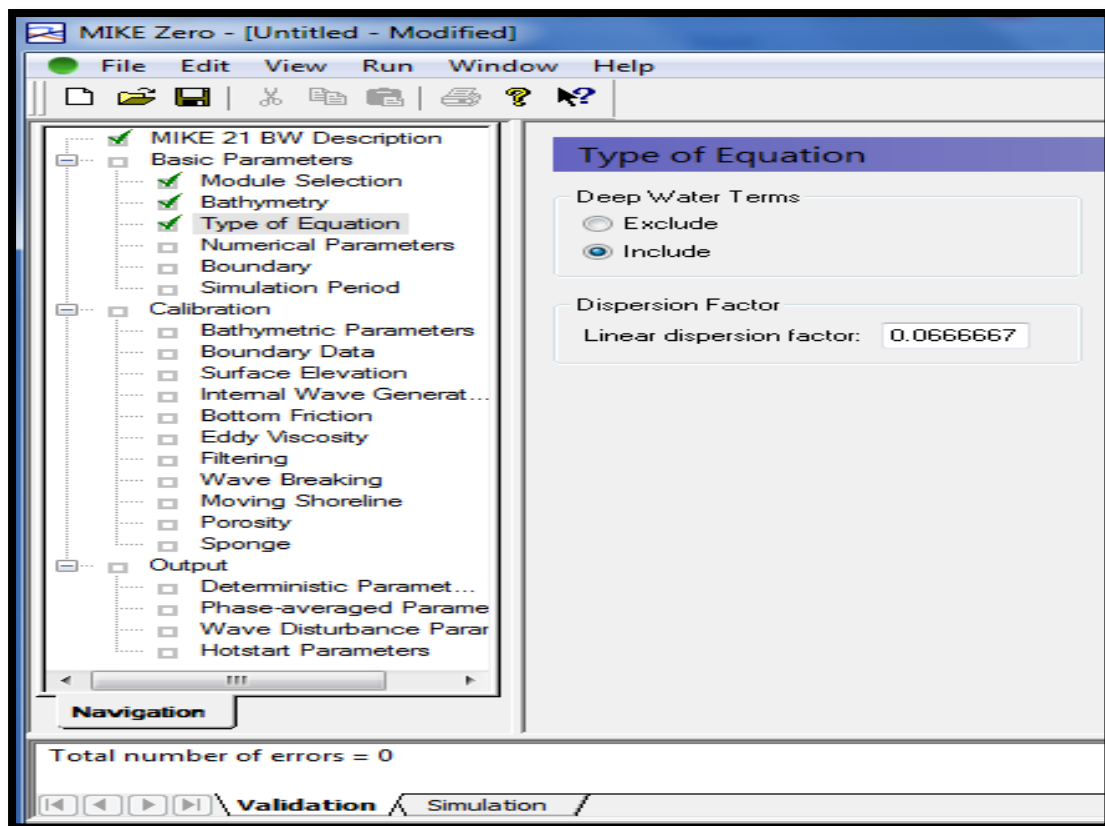 MIKE Zero - [Untitled - Modified]
File Edit View Run Window Help
MIKE 21 BW Description
Basic Parameters
Module Selection
Bathymetry
Type of Equation
Numerical Parameters
Boundary
Simulation Period
Calibration
Bathymetric Parameters
Boundary Data
Surface Elevation
Internal Wave Generat...
Bottom Friction
Eddy Viscosity
Filtering
Wave Breaking
Moving Shoreline
Porosity
Sponge
Output
Deterministic Paramet...
Phase-averaged Parame
Wave Disturbance Parar
Hotstart Parameters
Navigation
Type of Equation
Deep Water Terms
Exclude
Include
Dispersion Factor
Linear dispersion factor: 0.0666667
Total number of errors = 0
Validation Simulation